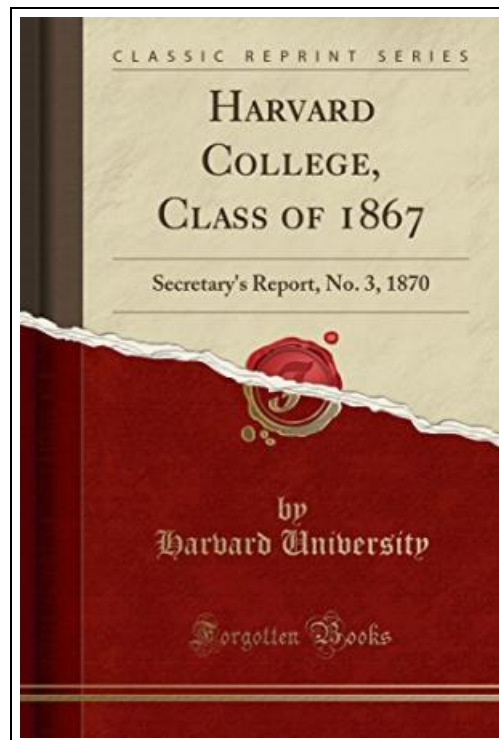 CLASSIC REPRINT SERIES
HARVARD
COLLEGE,
CLASS OF 1867
Secretary's Report, No. 3, 1870
by
Harvard University
Forgotten Books